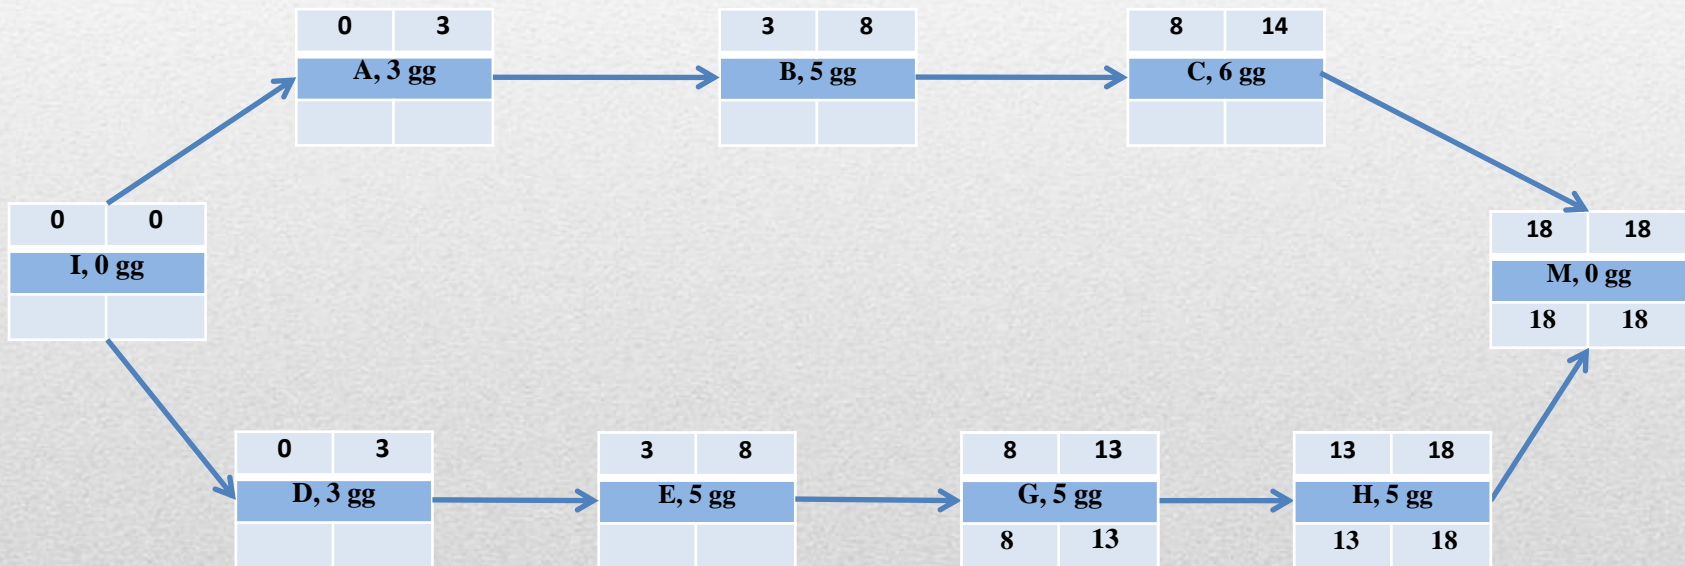 0 3
A, 3 gg
3 8
B, 5 gg
8 14
C, 6 gg
0 0
I, 0 gg
18 18
M, 0 gg
18 18
0 3
D, 3 gg
3 8
E, 5 gg
8 13
G, 5 gg
8 13
13 18
H, 5 gg
13 18